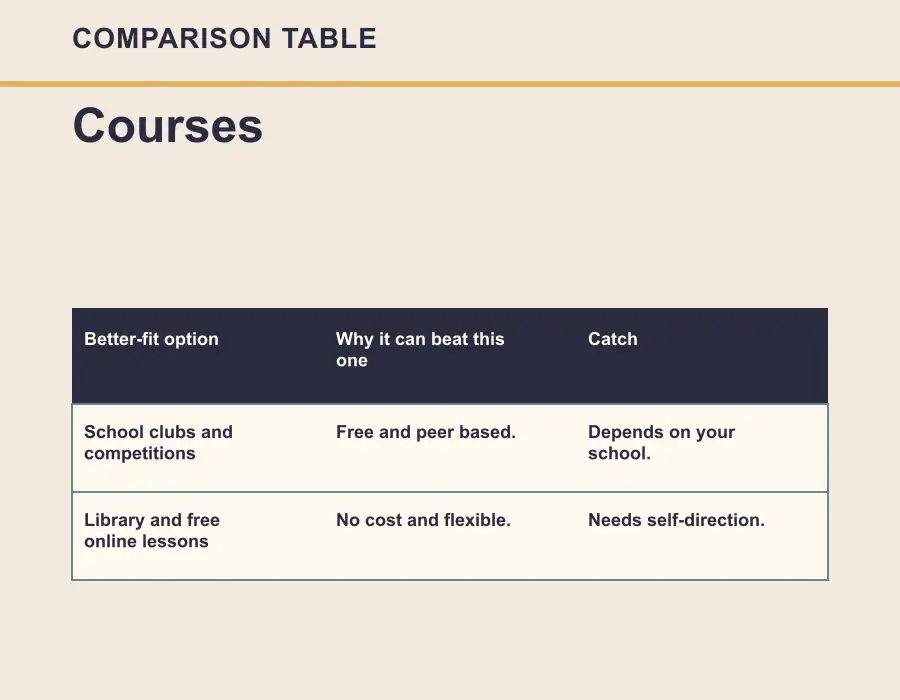 COMPARISON TABLE
Courses
Better-fit option
Why it can beat this
one
Catch
School clubs and
competitions
Free and peer based.
Depends on your
school.
Library and free
online lessons
No cost and flexible.
Needs self-direction.